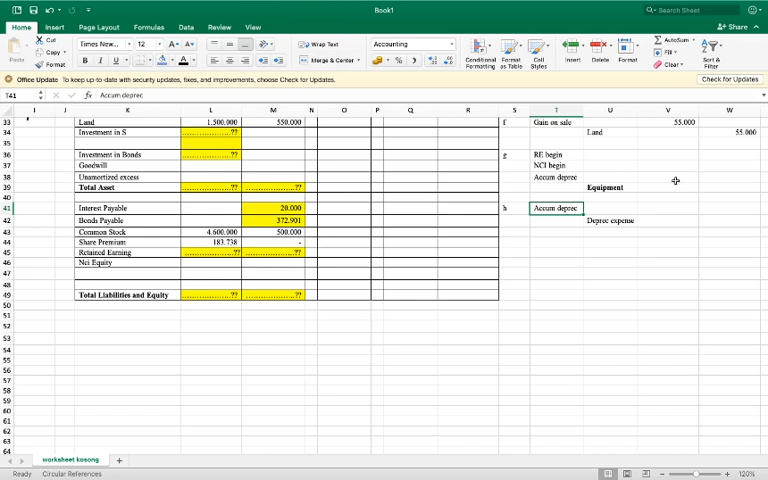 Book1
Search Sheet
Home Insert Page Layout Formulas Data Review View Share
Paste Cut Copy Format
Times New... 12 A A
B I U A
Wrap Text
Merge & Center
Accounting
%
Conditional Formatting
Format as Table
Cell Styles
Insert Delete Format
AutoSum
Fill
Clear
Sort & Filter
Office Update To keep up-to-date with security updates, fixes, and improvements, choose Check for Updates. Check for Updates
T41 fx Accum deprec
I J K L M N O P Q R S T U V W
33 Land 1.500.000 550.000 f Gain on sale 55.000
34 Investment in S ....................?? Land 55.000
35
36 Investment in Bonds ....................?? g RE begin
37 Goodwill NCI begin
38 Unamortized excess Accum deprec
39 Total Asset ....................?? ....................?? Equipment
40
41 Interest Payable 20.000 h Accum deprec
42 Bonds Payable 372.901 Deprec expense
43 Common Stock 4.600.000 500.000
44 Share Premium 183.738 -
45 Retained Earning ....................?? ....................??
46 Nci Equity
47
48
49 Total Liabilities and Equity ....................?? ....................??
50
51
52
53
54
55
56
57
58
59
60
61
62
63
64
worksheet kosong +
Ready Circular References 120%